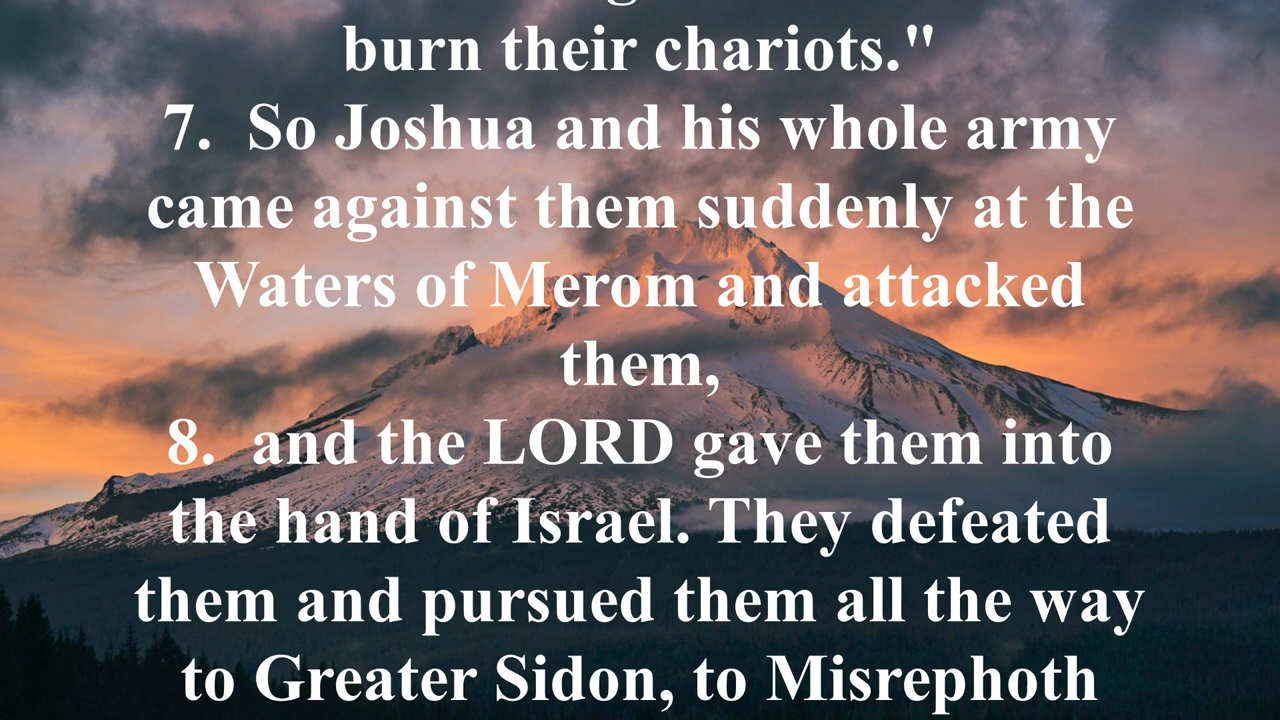 burn their chariots."
7. So Joshua and his whole army
came against them suddenly at the
Waters of Merom and attacked
them,
8. and the LORD gave them into
the hand of Israel. They defeated
them and pursued them all the way
to Greater Sidon, to Misrephoth